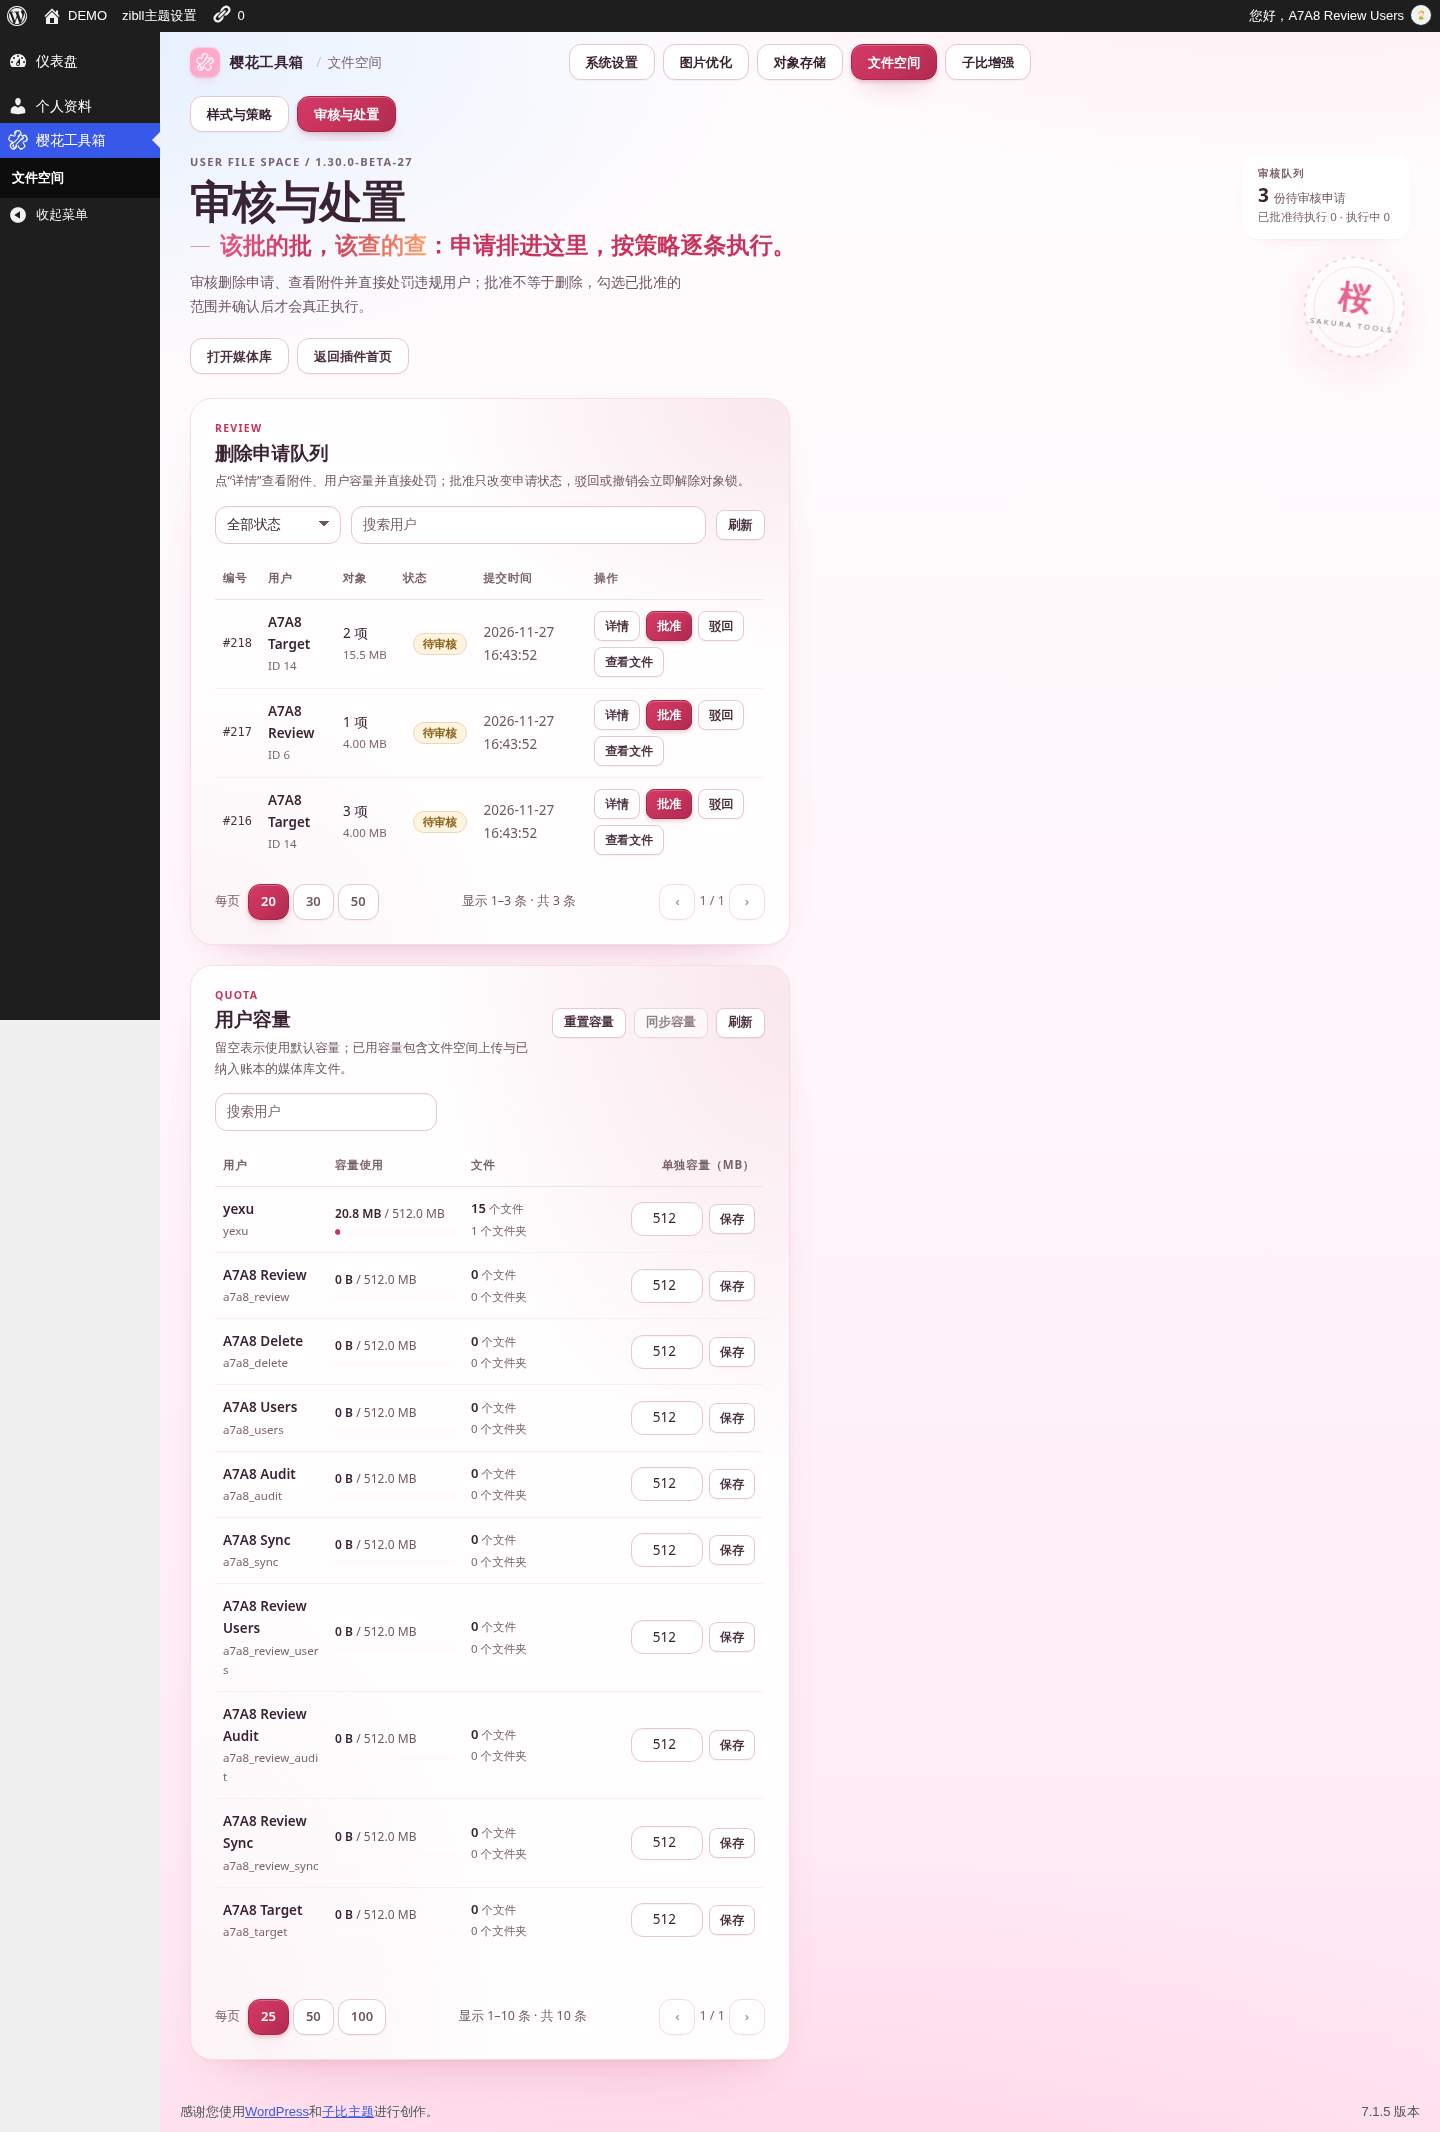 DEMO zibll主题设置 0 您好，A7A8 Review Users
仪表盘
个人资料
樱花工具箱
文件空间
收起菜单
樱花工具箱 / 文件空间
系统设置 图片优化 对象存储 文件空间 子比增强
样式与策略 审核与处置
USER FILE SPACE / 1.30.0-BETA-27
审核与处置
— 该批的批，该查的查：申请排进这里，按策略逐条执行。
审核删除申请、查看附件并直接处罚违规用户；批准不等于删除，勾选已批准的
范围并确认后才会真正执行。
打开媒体库 返回插件首页
审核队列
3 份待审核申请
已批准待执行 0 · 执行中 0
桜
SAKURA TOOLS
REVIEW
删除申请队列
点“详情”查看附件、用户容量并直接处罚；批准只改变申请状态，驳回或撤销会立即解除对象锁。
全部状态 搜索用户 刷新
编号 用户 对象 状态 提交时间 操作
#218 A7A8 Target ID 14 2 项 15.5 MB 待审核 2026-11-27 16:43:52 详情 批准 驳回 查看文件
#217 A7A8 Review ID 6 1 项 4.00 MB 待审核 2026-11-27 16:43:52 详情 批准 驳回 查看文件
#216 A7A8 Target ID 14 3 项 4.00 MB 待审核 2026-11-27 16:43:52 详情 批准 驳回 查看文件
每页 20 30 50 显示 1–3 条 · 共 3 条 ‹ 1 / 1 ›
QUOTA
用户容量
留空表示使用默认容量；已用容量包含文件空间上传与已
纳入账本的媒体库文件。
重置容量 同步容量 刷新
搜索用户
用户 容量使用 文件 单独容量（MB）
yexu yexu 20.8 MB / 512.0 MB 15 个文件 1 个文件夹 512 保存
A7A8 Review a7a8_review 0 B / 512.0 MB 0 个文件 0 个文件夹 512 保存
A7A8 Delete a7a8_delete 0 B / 512.0 MB 0 个文件 0 个文件夹 512 保存
A7A8 Users a7a8_users 0 B / 512.0 MB 0 个文件 0 个文件夹 512 保存
A7A8 Audit a7a8_audit 0 B / 512.0 MB 0 个文件 0 个文件夹 512 保存
A7A8 Sync a7a8_sync 0 B / 512.0 MB 0 个文件 0 个文件夹 512 保存
A7A8 Review Users a7a8_review_users 0 B / 512.0 MB 0 个文件 0 个文件夹 512 保存
A7A8 Review Audit a7a8_review_audit 0 B / 512.0 MB 0 个文件 0 个文件夹 512 保存
A7A8 Review Sync a7a8_review_sync 0 B / 512.0 MB 0 个文件 0 个文件夹 512 保存
A7A8 Target a7a8_target 0 B / 512.0 MB 0 个文件 0 个文件夹 512 保存
每页 25 50 100 显示 1–10 条 · 共 10 条 ‹ 1 / 1 ›
感谢您使用WordPress和子比主题进行创作。 7.1.5 版本